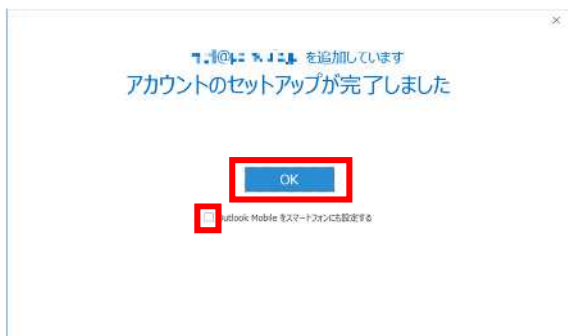 を追加しています
アカウントのセットアップが完了しました
OK
Outlook Mobile をスマートフォンにも設定する